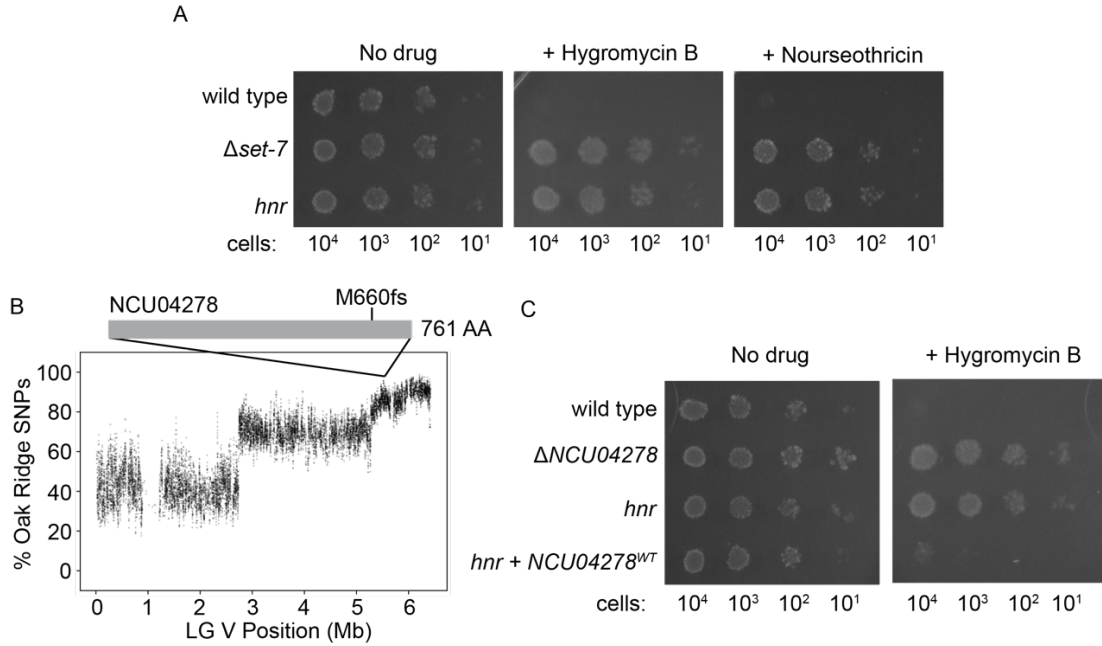 A
No drug
+ Hygromycin B
+ Nourseothricin
wild type
Δset-7
hnr
cells:
10⁴ 10³ 10² 10¹
10⁴ 10³ 10² 10¹
10⁴ 10³ 10² 10¹
B
NCU04278
M660fs
761 AA
% Oak Ridge SNPs
100
80
60
40
20
0
0 1 2 3 4 5 6
LG V Position (Mb)
C
No drug
+ Hygromycin B
wild type
ΔNCU04278
hnr
hnr + NCU04278ᵂᵀ
cells:
10⁴ 10³ 10² 10¹
10⁴ 10³ 10² 10¹